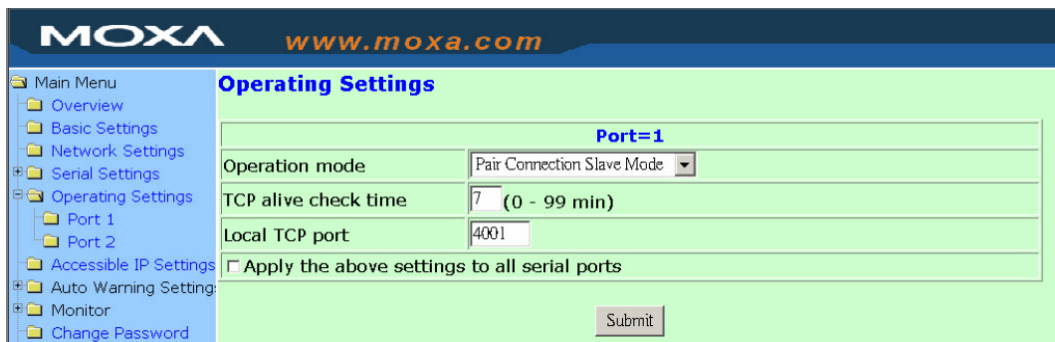 MOXA www.moxa.com
Main Menu
Overview
Basic Settings
Network Settings
Serial Settings
Operating Settings
Port 1
Port 2
Accessible IP Settings
Auto Warning Setting
Monitor
Change Password
Operating Settings
Port=1
Operation mode Pair Connection Slave Mode
TCP alive check time 7 (0 - 99 min)
Local TCP port 4001
Apply the above settings to all serial ports
Submit